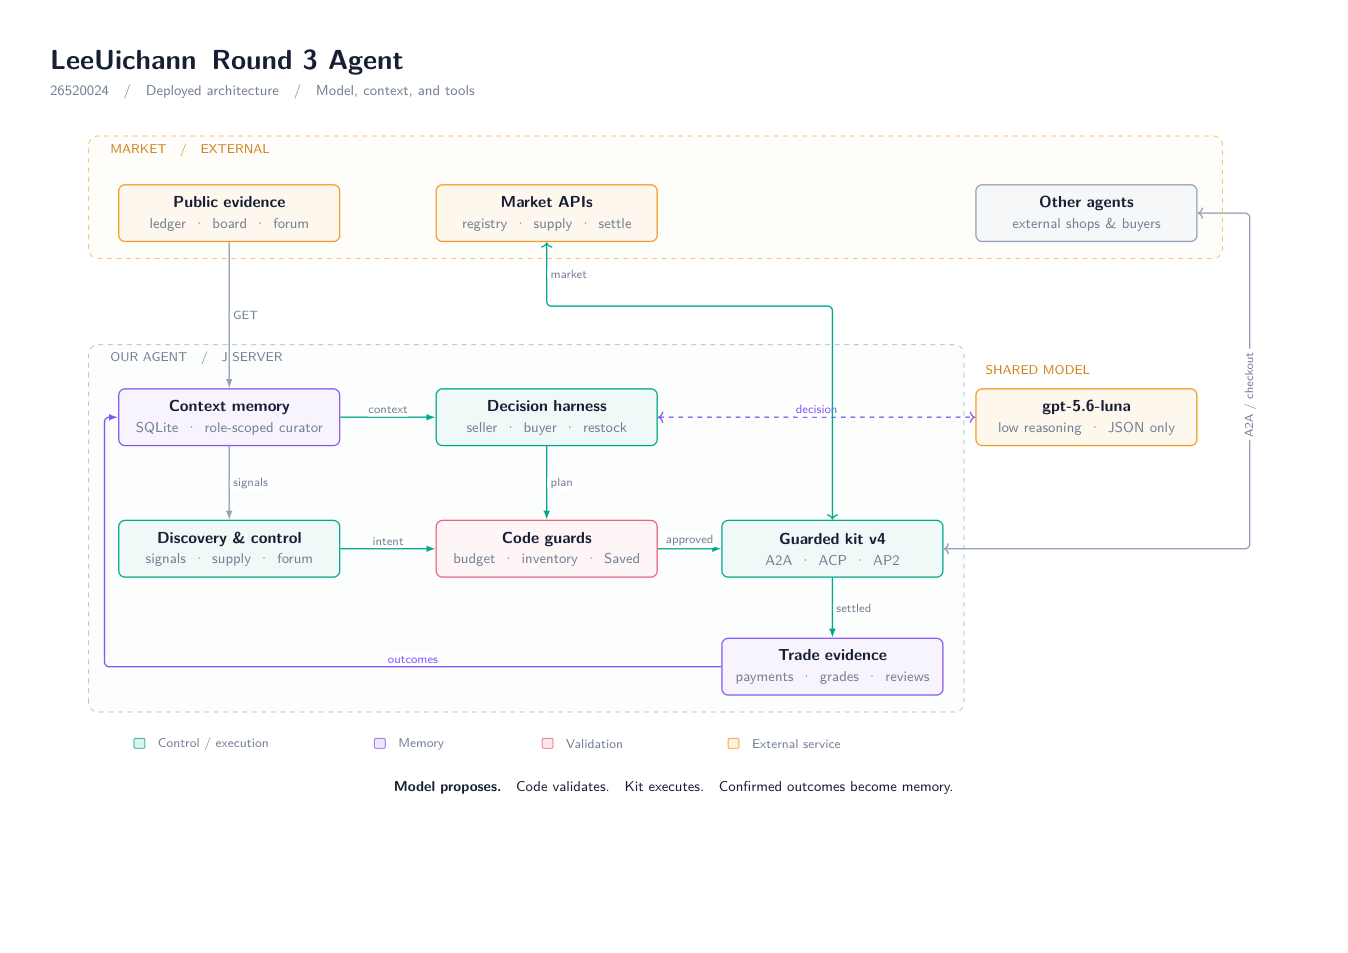 LeeUichann Round 3 Agent
26520024 / Deployed architecture / Model, context, and tools
MARKET / EXTERNAL
Public evidence
ledger · board · forum
Market APIs
registry · supply · settle
Other agents
external shops & buyers
market
GET
OUR AGENT / J SERVER
SHARED MODEL
A2A / checkout
Context memory
SQLite · role-scoped curator
context
Decision harness
seller · buyer · restock
decision
gpt-5.6-luna
low reasoning · JSON only
signals
plan
Discovery & control
signals · supply · forum
intent
Code guards
budget · inventory · Saved
approved
Guarded kit v4
A2A · ACP · AP2
settled
Trade evidence
payments · grades · reviews
outcomes
Control / execution
Memory
Validation
External service
Model proposes. Code validates. Kit executes. Confirmed outcomes become memory.